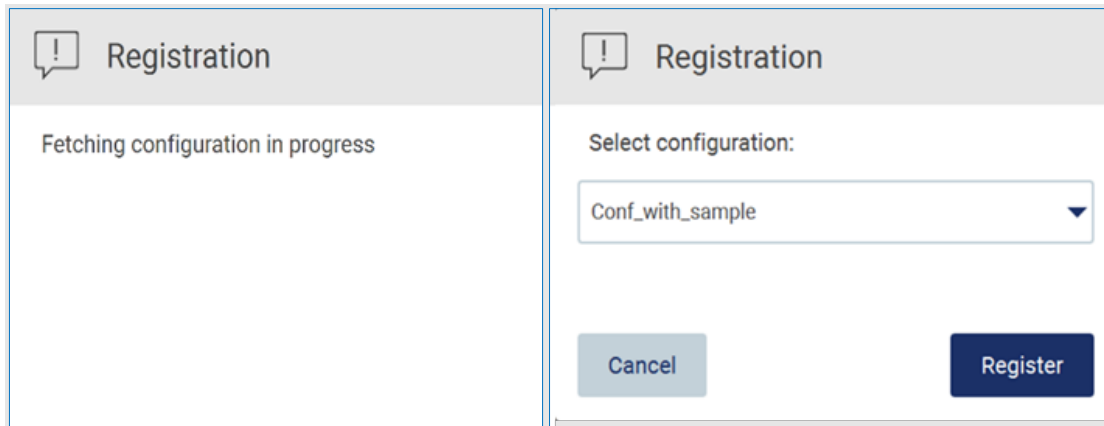 Registration
Fetching configuration in progress
Registration
Select configuration:
Conf_with_sample
Cancel
Register